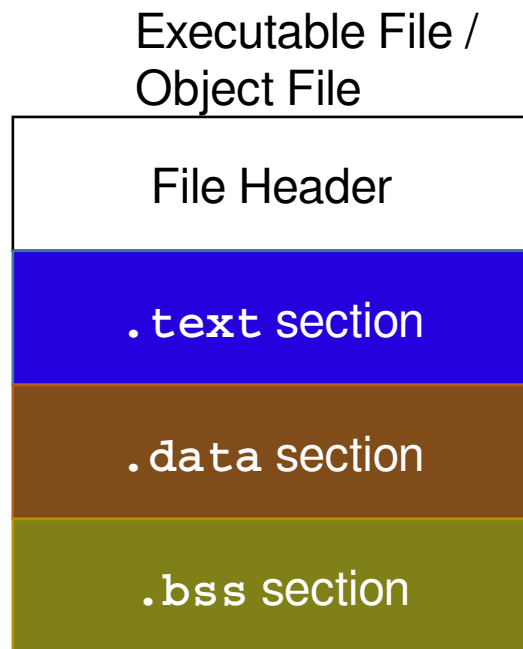 Executable File /
Object File
File Header
.text section
.data section
.bss section